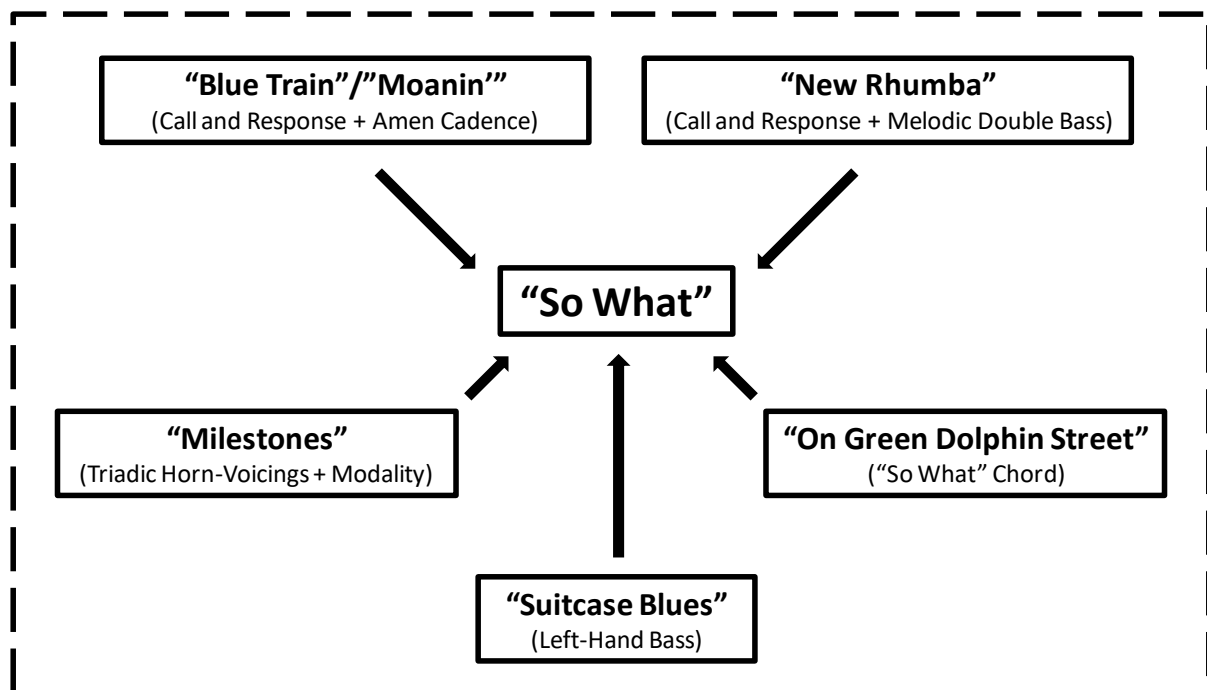 “Blue Train”/”Moanin’”
(Call and Response + Amen Cadence)
“New Rhumba”
(Call and Response + Melodic Double Bass)
“So What”
“Milestones”
(Triadic Horn-Voicings + Modality)
“On Green Dolphin Street”
(“So What” Chord)
“Suitcase Blues”
(Left-Hand Bass)